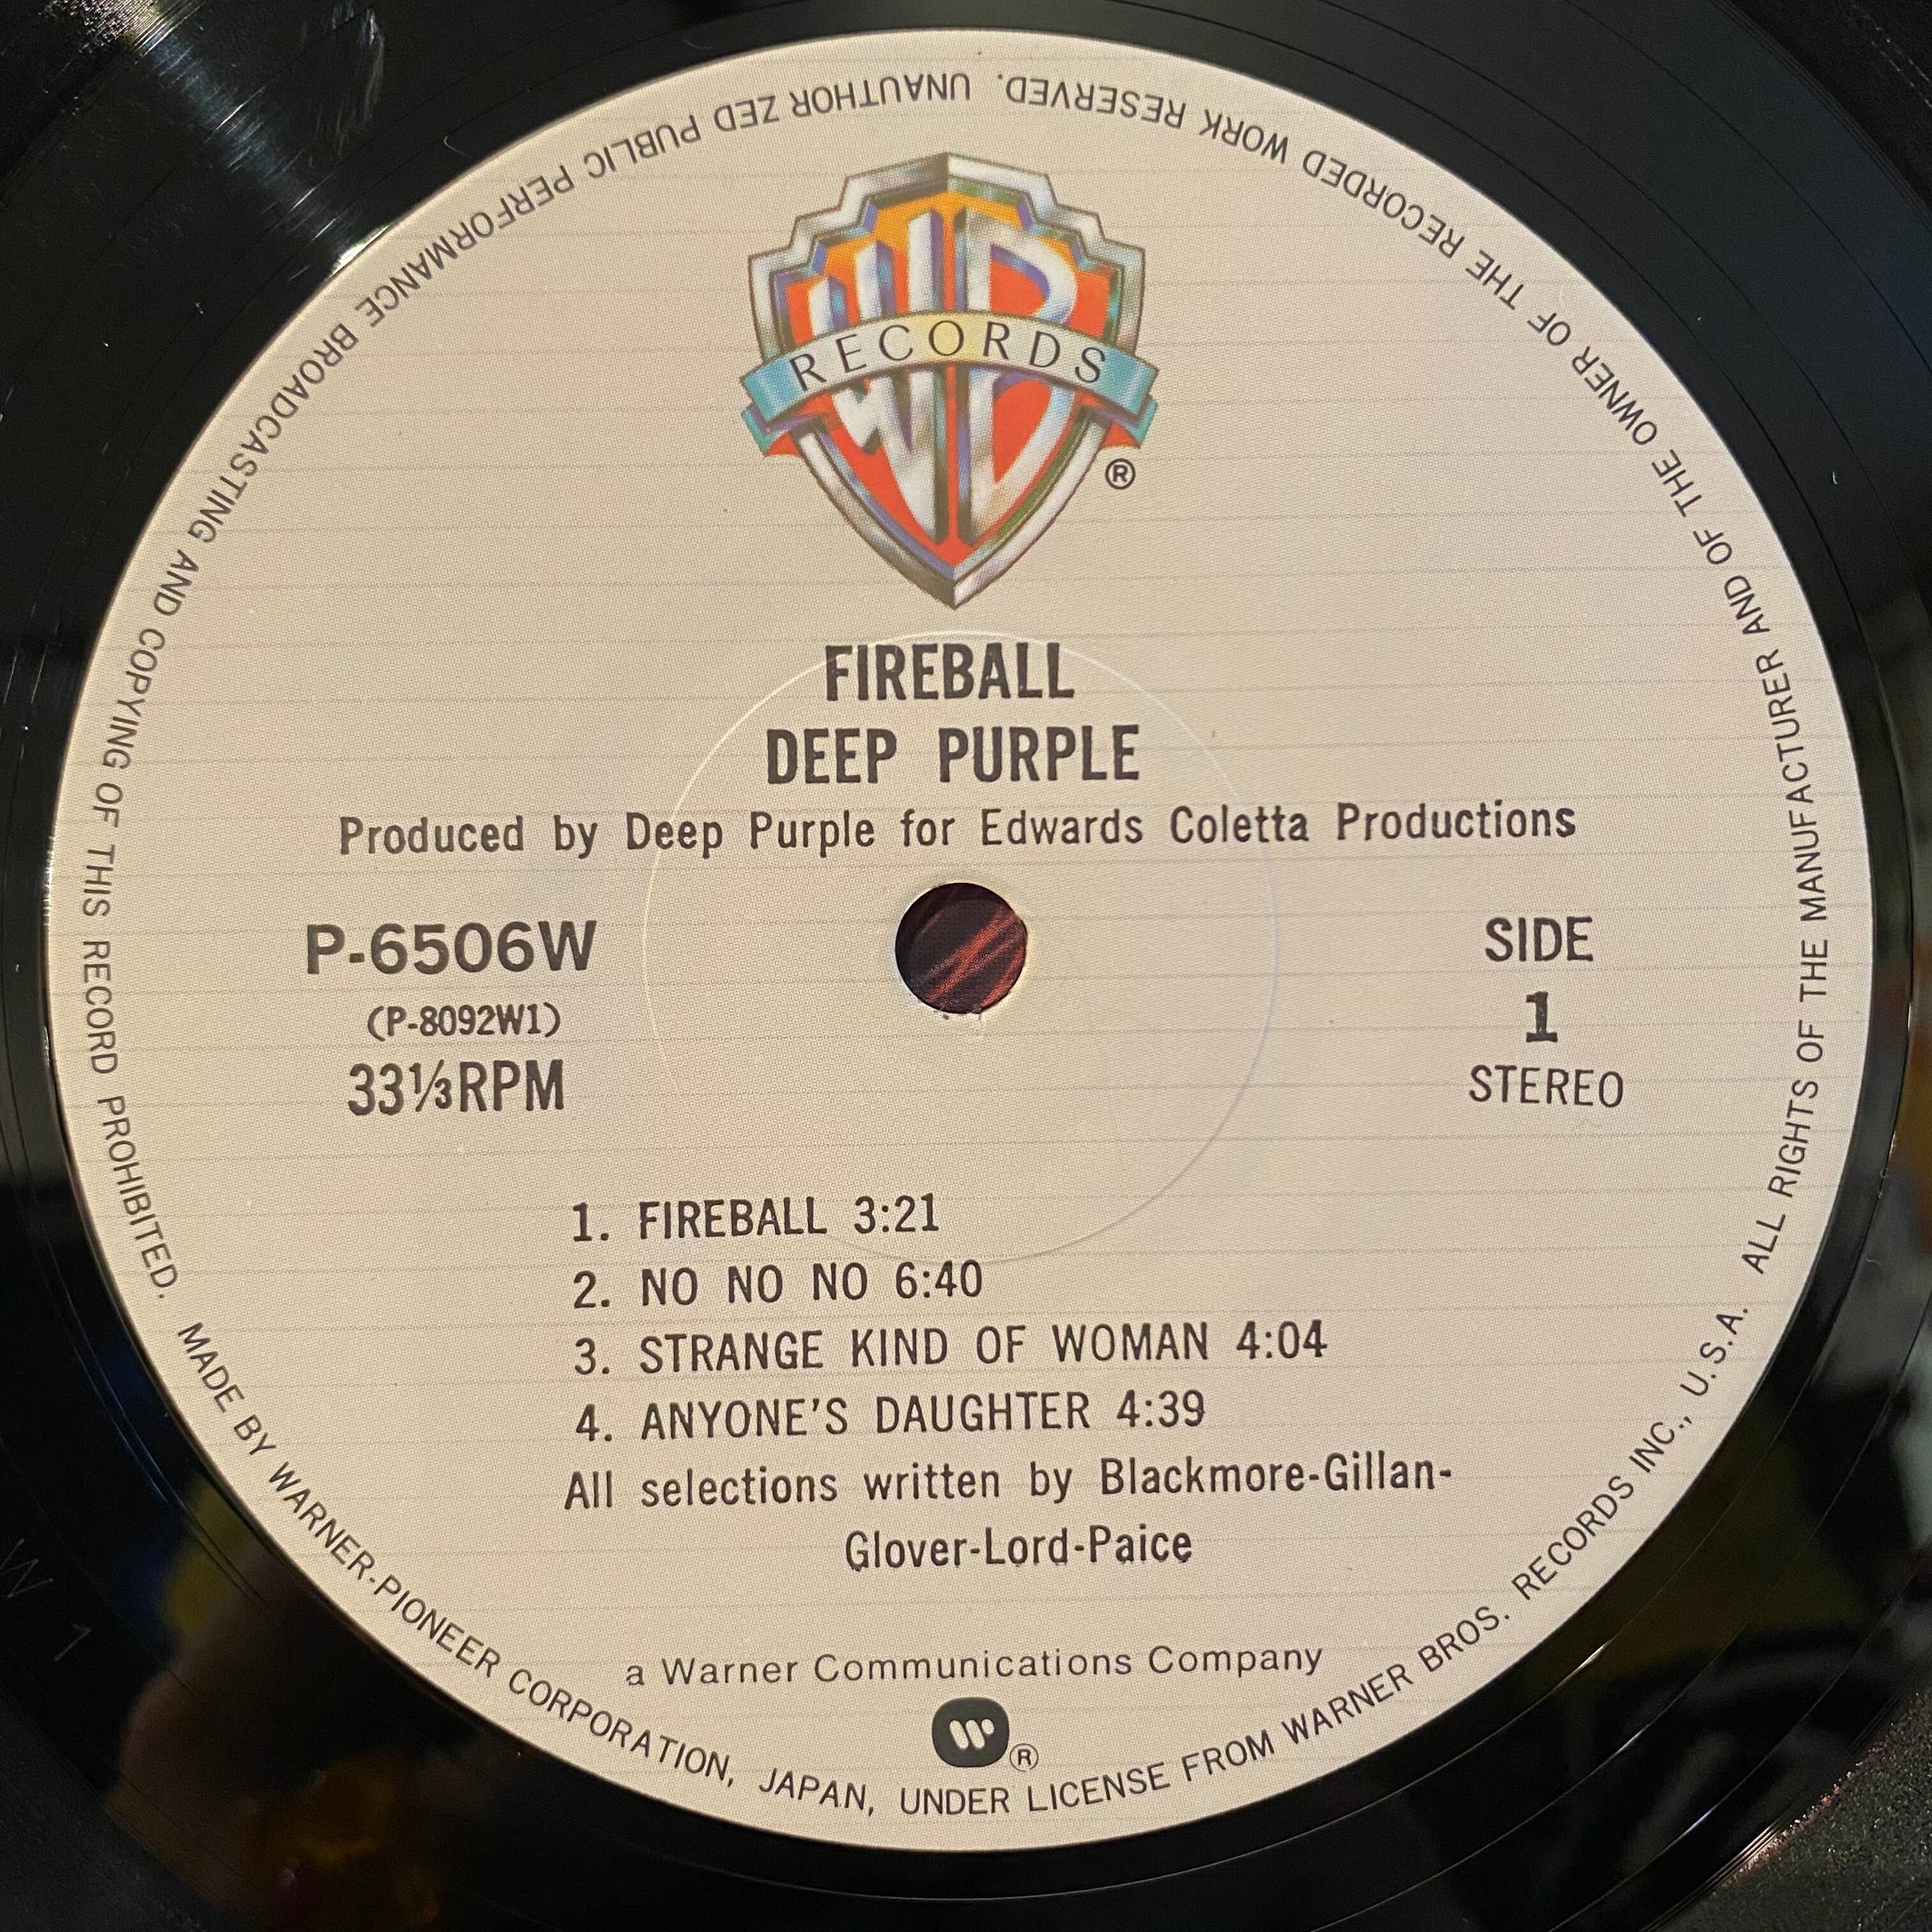 WB
RECORDS
®
FIREBALL
DEEP PURPLE
Produced by Deep Purple for Edwards Coletta Productions
P-6506W
(P-8092W1)
33⅓RPM
SIDE
1
STEREO
1. FIREBALL 3:21
2. NO NO NO 6:40
3. STRANGE KIND OF WOMAN 4:04
4. ANYONE'S DAUGHTER 4:39
All selections written by Blackmore-Gillan-
Glover-Lord-Paice
a Warner Communications Company
W
®
MADE BY WARNER-PIONEER CORPORATION, JAPAN, UNDER LICENSE FROM WARNER BROS. RECORDS INC., U.S.A. ALL RIGHTS OF THE MANUFACTURER AND OF THE OWNER OF THE RECORDED WORK RESERVED. UNAUTHOR ZED PUBLIC PERFORMANCE BROADCASTING AND COPYING OF THIS RECORD PROHIBITED.
W 1